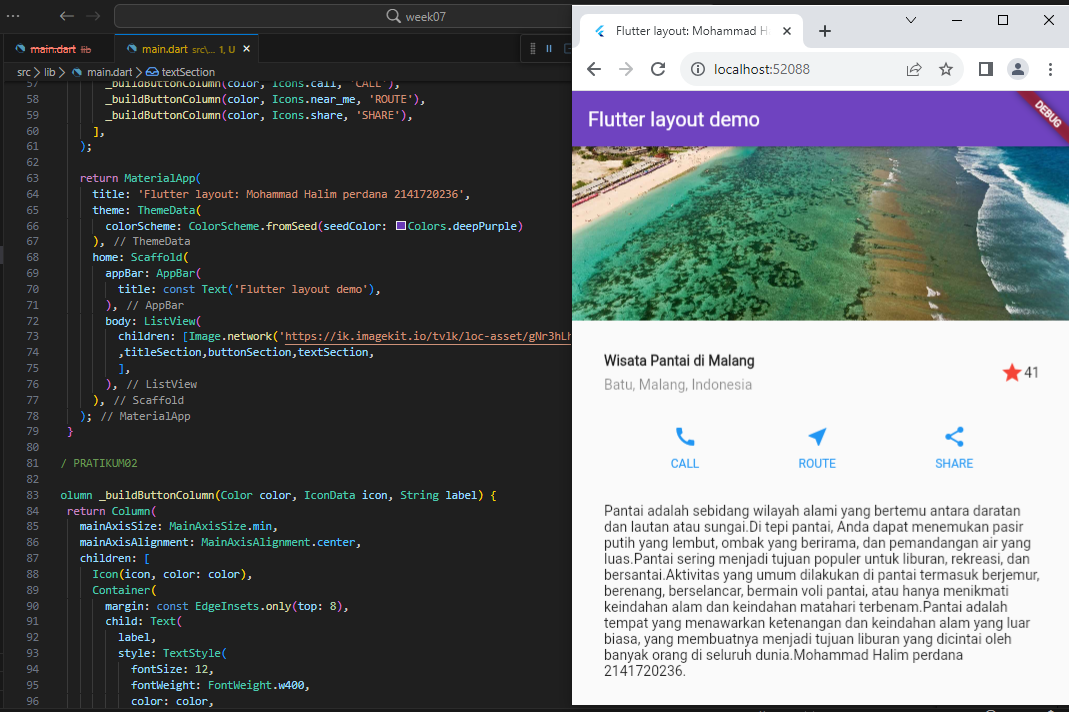 week07
main.dart lib
main.dart src\... 1, U
src > lib > main.dart > textSection
57 _buildButtonColumn(color, Icons.call, 'CALL'),
58 _buildButtonColumn(color, Icons.near_me, 'ROUTE'),
59 _buildButtonColumn(color, Icons.share, 'SHARE'),
60 ],
61 );
62
63 return MaterialApp(
64 title: 'Flutter layout: Mohammad Halim perdana 2141720236',
65 theme: ThemeData(
66 colorScheme: ColorScheme.fromSeed(seedColor: Colors.deepPurple)
67 ), // ThemeData
68 home: Scaffold(
69 appBar: AppBar(
70 title: const Text('Flutter layout demo'),
71 ), // AppBar
72 body: ListView(
73 children: [Image.network('https://ik.imagekit.io/tvlk/loc-asset/gNr3hLh
74 ,titleSection,buttonSection,textSection,
75 ],
76 ), // ListView
77 ), // Scaffold
78 ); // MaterialApp
79 }
80
81 / PRATIKUM02
82
83 olumn _buildButtonColumn(Color color, IconData icon, String label) {
84 return Column(
85 mainAxisSize: MainAxisSize.min,
86 mainAxisAlignment: MainAxisAlignment.center,
87 children: [
88 Icon(icon, color: color),
89 Container(
90 margin: const EdgeInsets.only(top: 8),
91 child: Text(
92 label,
93 style: TextStyle(
94 fontSize: 12,
95 fontWeight: FontWeight.w400,
96 color: color,
Flutter layout: Mohammad H
localhost:52088
Flutter layout demo
DEBUG
Wisata Pantai di Malang
Batu, Malang, Indonesia
41
CALL
ROUTE
SHARE
Pantai adalah sebidang wilayah alami yang bertemu antara daratan
dan lautan atau sungai.Di tepi pantai, Anda dapat menemukan pasir
putih yang lembut, ombak yang berirama, dan pemandangan air yang
luas.Pantai sering menjadi tujuan populer untuk liburan, rekreasi, dan
bersantai.Aktivitas yang umum dilakukan di pantai termasuk berjemur,
berenang, berselancar, bermain voli pantai, atau hanya menikmati
keindahan alam dan keindahan matahari terbenam.Pantai adalah
tempat yang menawarkan ketenangan dan keindahan alam yang luar
biasa, yang membuatnya menjadi tujuan liburan yang dicintai oleh
banyak orang di seluruh dunia.Mohammad Halim perdana
2141720236.